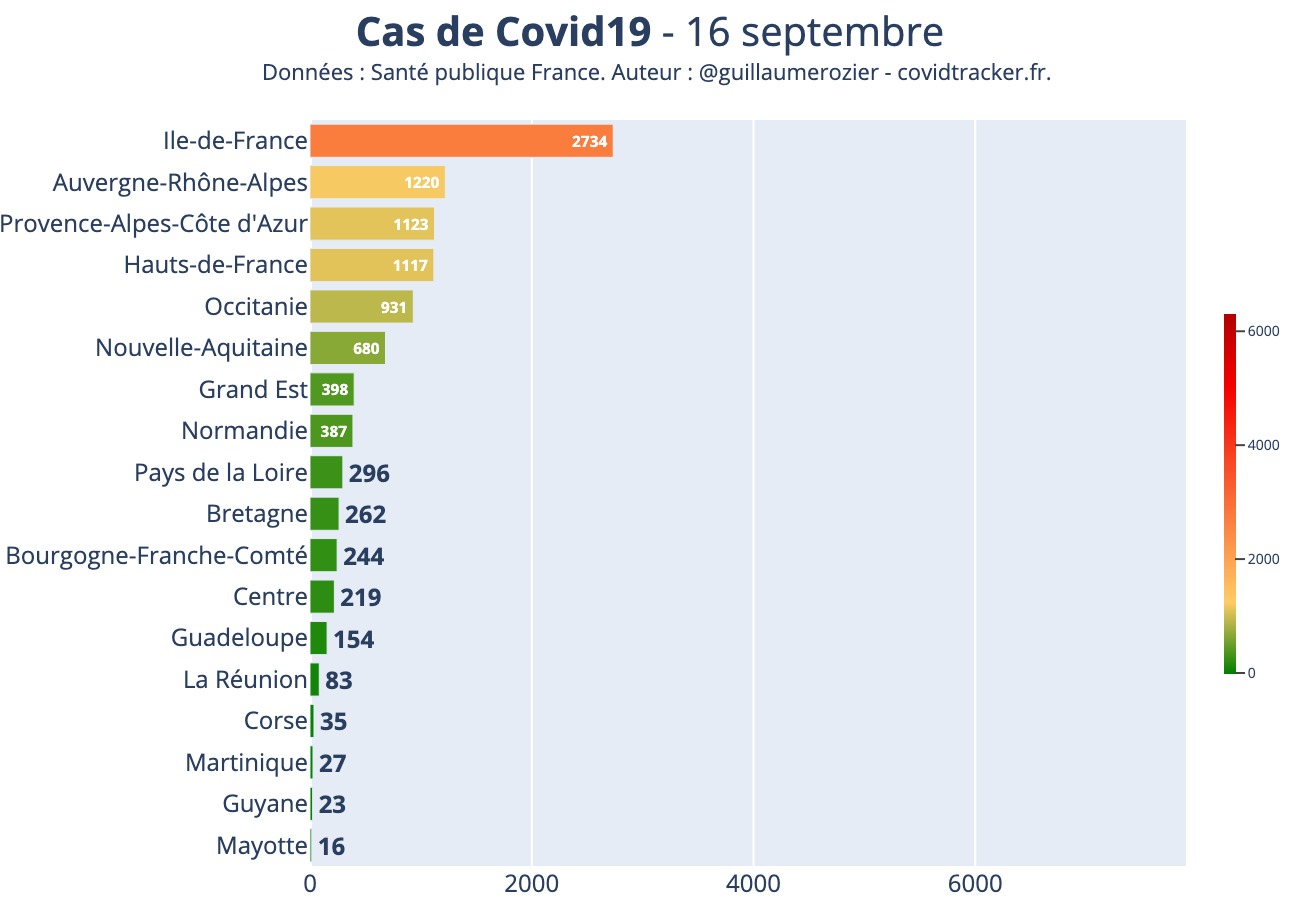 Cas de Covid19 - 16 septembre
Données : Santé publique France. Auteur : @guillaumerozier - covidtracker.fr.
Ile-de-France 2734
Auvergne-Rhône-Alpes 1220
Provence-Alpes-Côte d'Azur 1123
Hauts-de-France 1117
Occitanie 931
Nouvelle-Aquitaine 680
Grand Est 398
Normandie 387
Pays de la Loire 296
Bretagne 262
Bourgogne-Franche-Comté 244
Centre 219
Guadeloupe 154
La Réunion 83
Corse 35
Martinique 27
Guyane 23
Mayotte 16
0 2000 4000 6000
6000
4000
2000
0